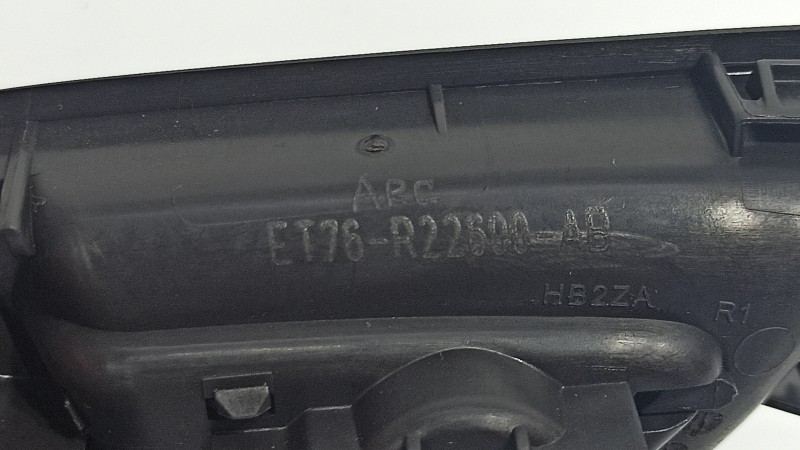 ARC
ET76-R22600-AB
HB2ZA
R1